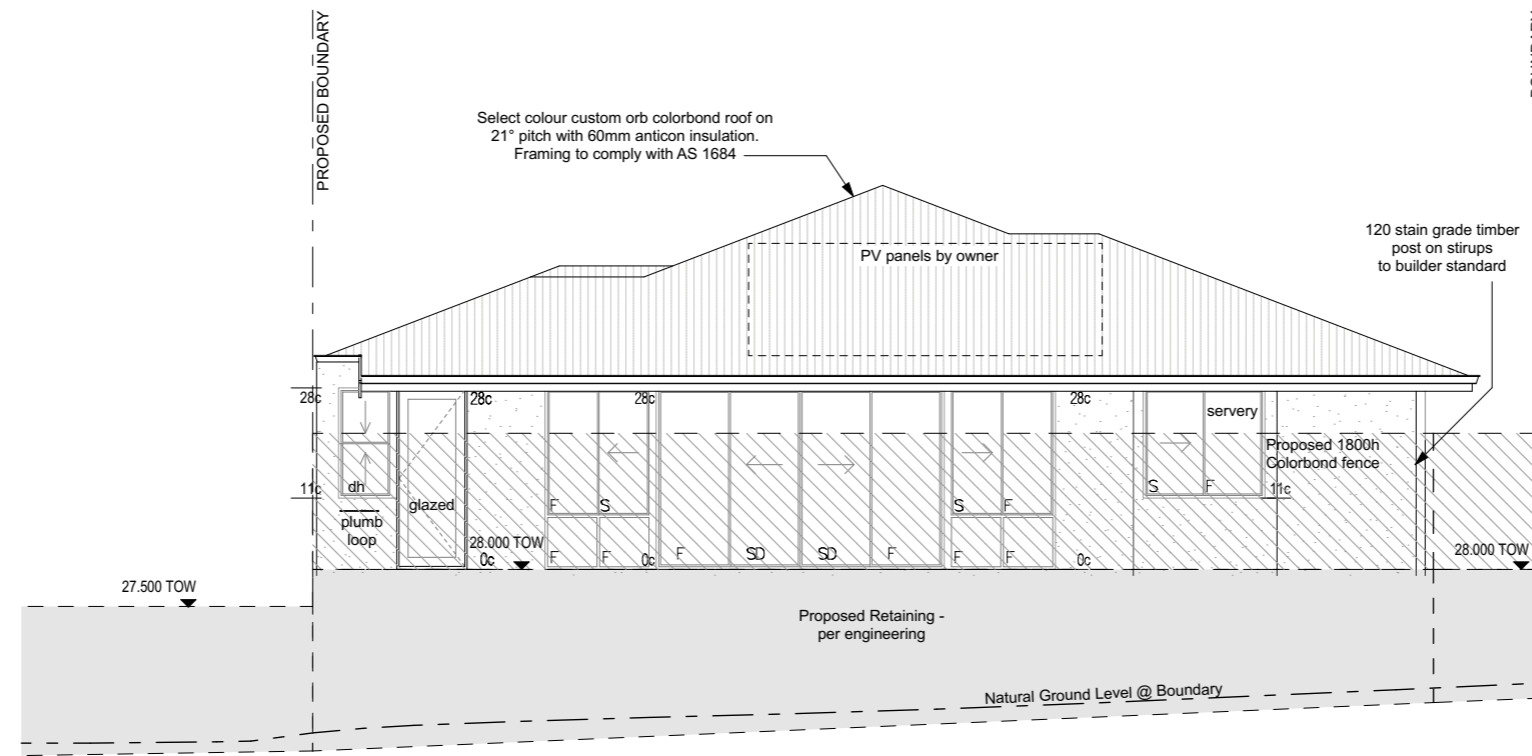 PROPOSED BOUNDARY
Select colour custom orb colorbond roof on
21° pitch with 60mm anticon insulation.
Framing to comply with AS 1684
120 stain grade timber
post on stirups
to builder standard
PV panels by owner
28c
28c
28c
28c
servery
Proposed 1800h
Colorbond fence
11c
dh
glazed
plumb
loop
F
S
S
F
S
F
11c
28.000 TOW
0c
F
F
0c
F
SD
SD
F
F
F
0c
28.000 TOW
27.500 TOW
Proposed Retaining -
per engineering
Natural Ground Level @ Boundary